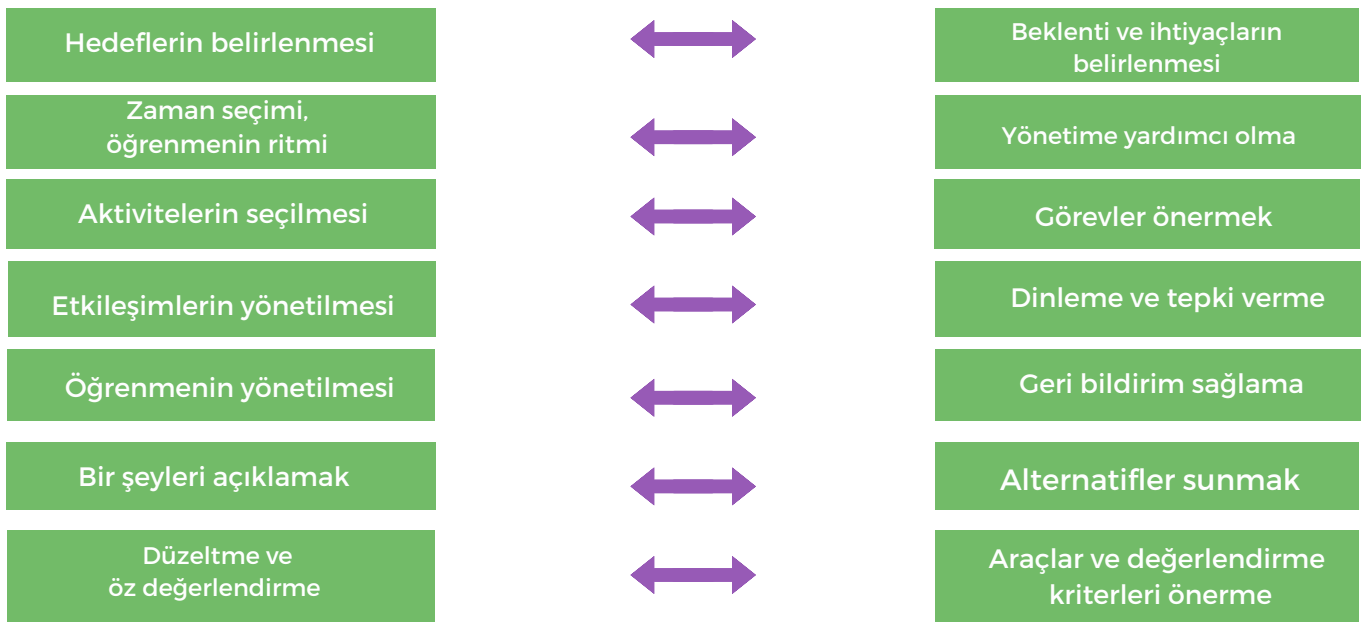 Hedeflerin belirlenmesi
Beklenti ve ihtiyaçların
belirlenmesi
Zaman seçimi,
öğrenmenin ritmi
Yönetime yardımcı olma
Aktivitelerin seçilmesi
Görevler önermek
Etkileşimlerin yönetilmesi
Dinleme ve tepki verme
Öğrenmenin yönetilmesi
Geri bildirim sağlama
Bir şeyleri açıklamak
Alternatifler sunmak
Düzeltme ve
öz değerlendirme
Araçlar ve değerlendirme
kriterleri önerme